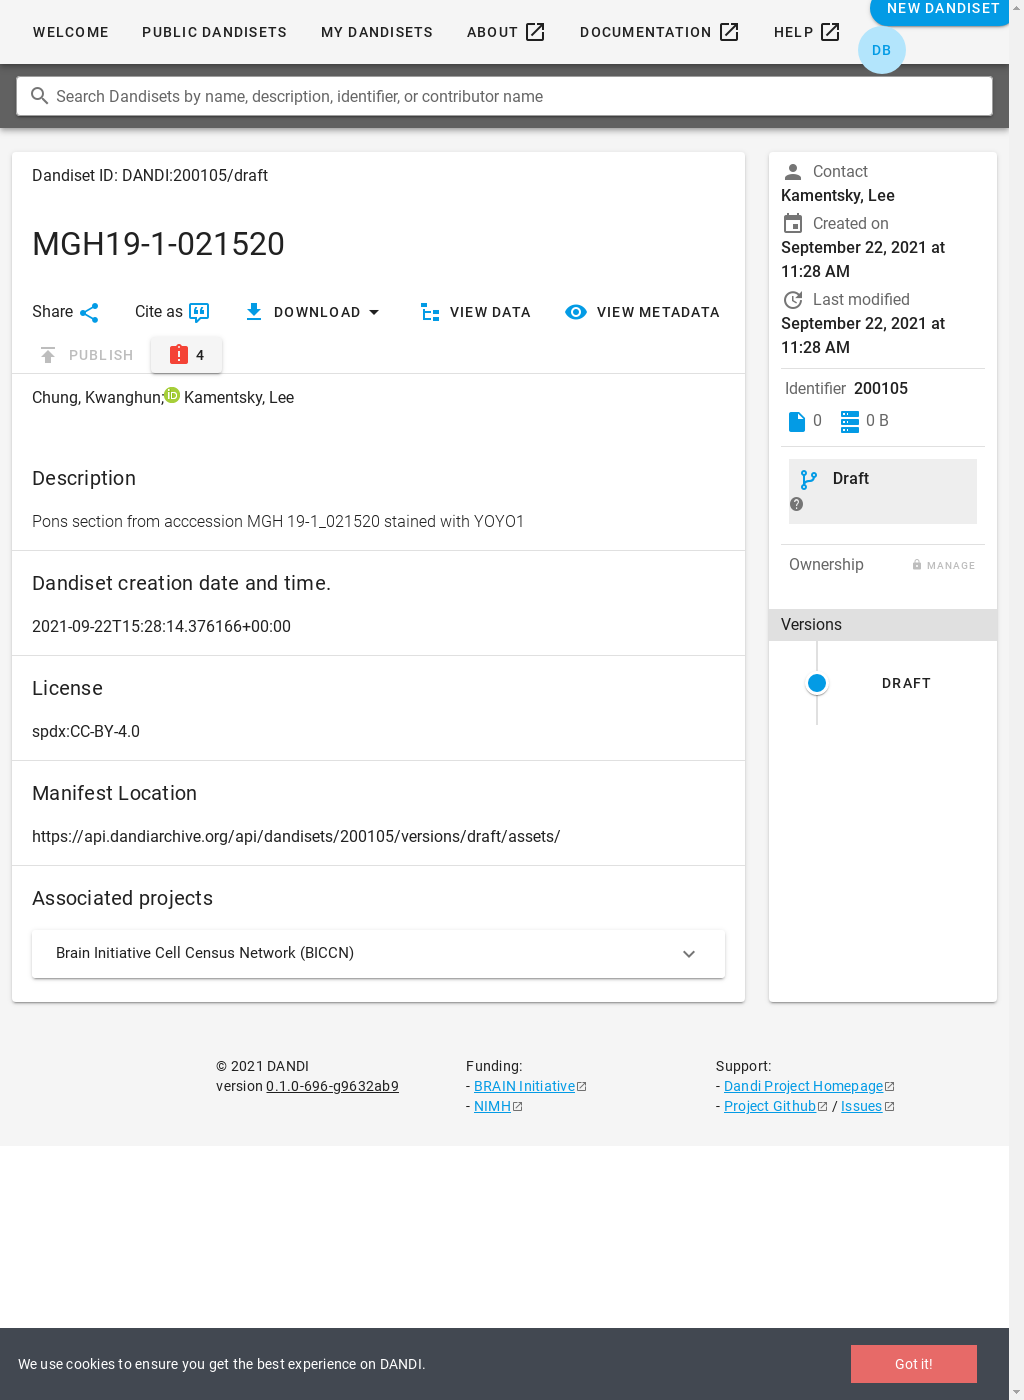 WELCOME PUBLIC DANDISETS MY DANDISETS ABOUT DOCUMENTATION HELP NEW DANDISET
DB
Search Dandisets by name, description, identifier, or contributor name
Dandiset ID: DANDI:200105/draft
MGH19-1-021520
Share Cite as DOWNLOAD VIEW DATA VIEW METADATA
PUBLISH 4
Chung, Kwanghun; iD Kamentsky, Lee
Description
Pons section from acccession MGH 19-1_021520 stained with YOYO1
Dandiset creation date and time.
2021-09-22T15:28:14.376166+00:00
License
spdx:CC-BY-4.0
Manifest Location
https://api.dandiarchive.org/api/dandisets/200105/versions/draft/assets/
Associated projects
Brain Initiative Cell Census Network (BICCN)
Contact
Kamentsky, Lee
Created on
September 22, 2021 at
11:28 AM
Last modified
September 22, 2021 at
11:28 AM
Identifier 200105
0 0 B
Draft
Ownership MANAGE
Versions
DRAFT
© 2021 DANDI
version 0.1.0-696-g9632ab9
Funding:
- BRAIN Initiative
- NIMH
Support:
- Dandi Project Homepage
- Project Github / Issues
We use cookies to ensure you get the best experience on DANDI.
Got it!